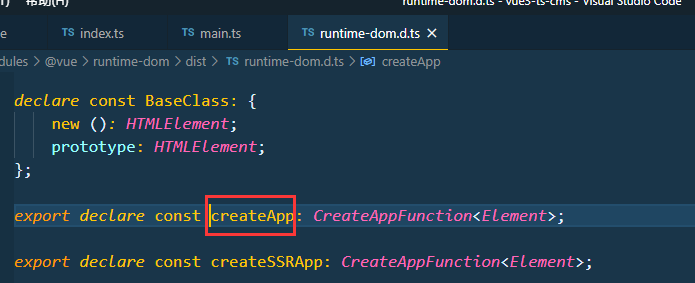 帮助(H)
runtime-dom.d.ts - vue3-ts-cms - Visual Studio Code
TS index.ts
TS main.ts
TS runtime-dom.d.ts ×
dules > @vue > runtime-dom > dist > TS runtime-dom.d.ts > createApp
declare const BaseClass: {
new (): HTMLElement;
prototype: HTMLElement;
};
export declare const createApp: CreateAppFunction<Element>;
export declare const createSSRApp: CreateAppFunction<Element>;